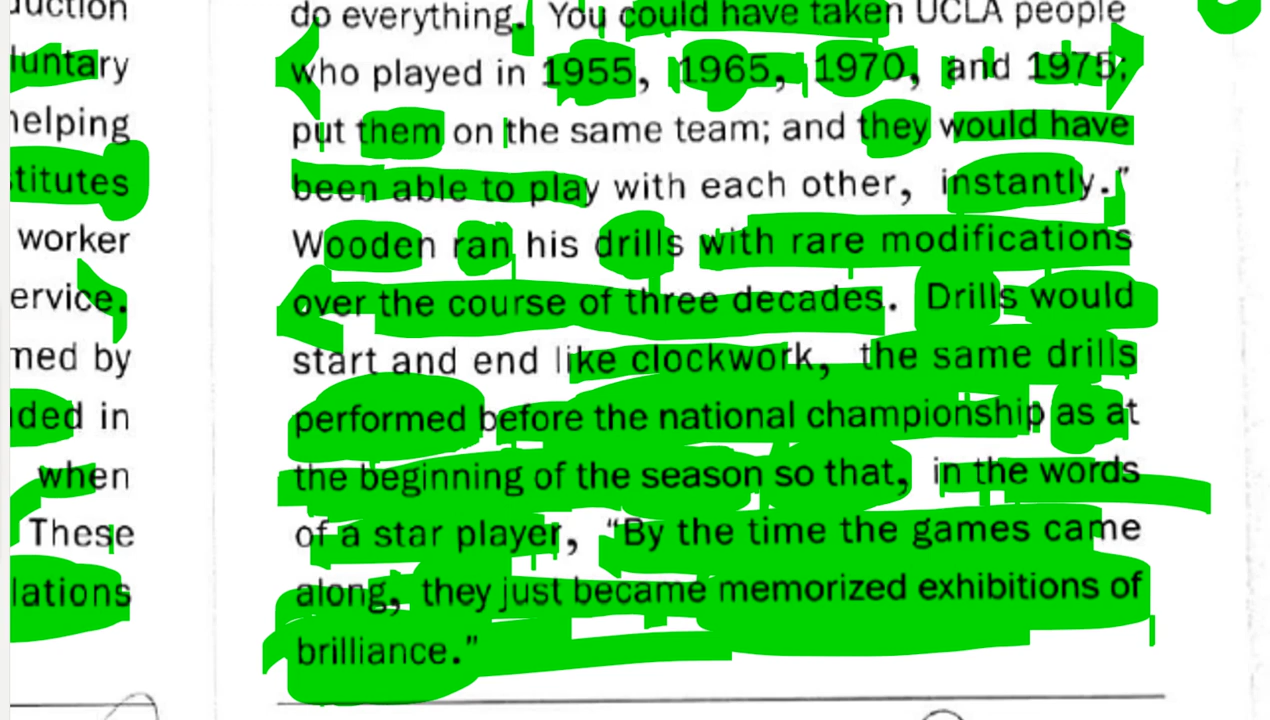 duction
luntary
helping
stitutes
worker
ervice.
med by
ded in
when
These
lations
do everything. You could have taken UCLA people
who played in 1955, 1965, 1970, and 1975;
put them on the same team; and they would have
been able to play with each other, instantly.”
Wooden ran his drills with rare modifications
over the course of three decades. Drills would
start and end like clockwork, the same drills
performed before the national championship as at
the beginning of the season so that, in the words
of a star player, “By the time the games came
along, they just became memorized exhibitions of
brilliance.”